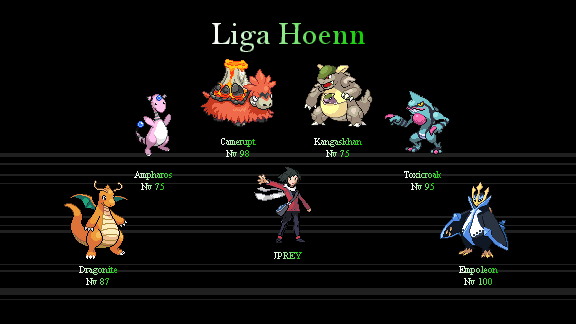 Liga Hoenn
Camerupt
Nv 98
Kangaskhan
Nv 75
Ampharos
Nv 75
Toxicroak
Nv 95
JPREY
Dragonite
Nv 87
Empoleon
Nv 100